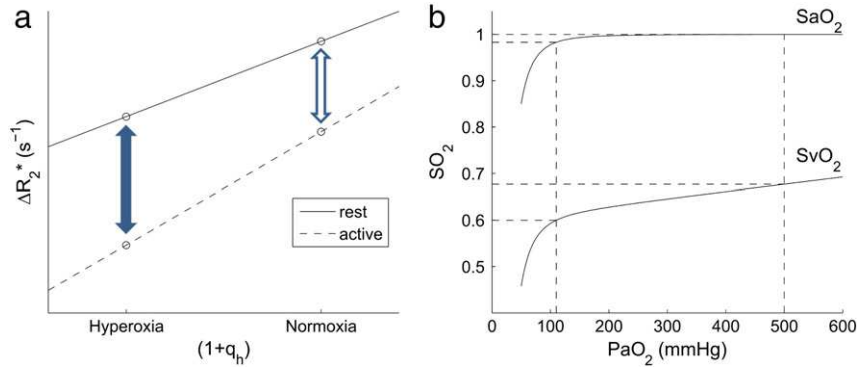 a
ΔR₂* (s⁻¹)
rest
active
Hyperoxia
Normoxia
(1+qₕ)
b
SaO₂
1
0.9
0.8
SO₂
SvO₂
0.7
0.6
0.5
0
100
200
300
400
500
600
PaO₂ (mmHg)